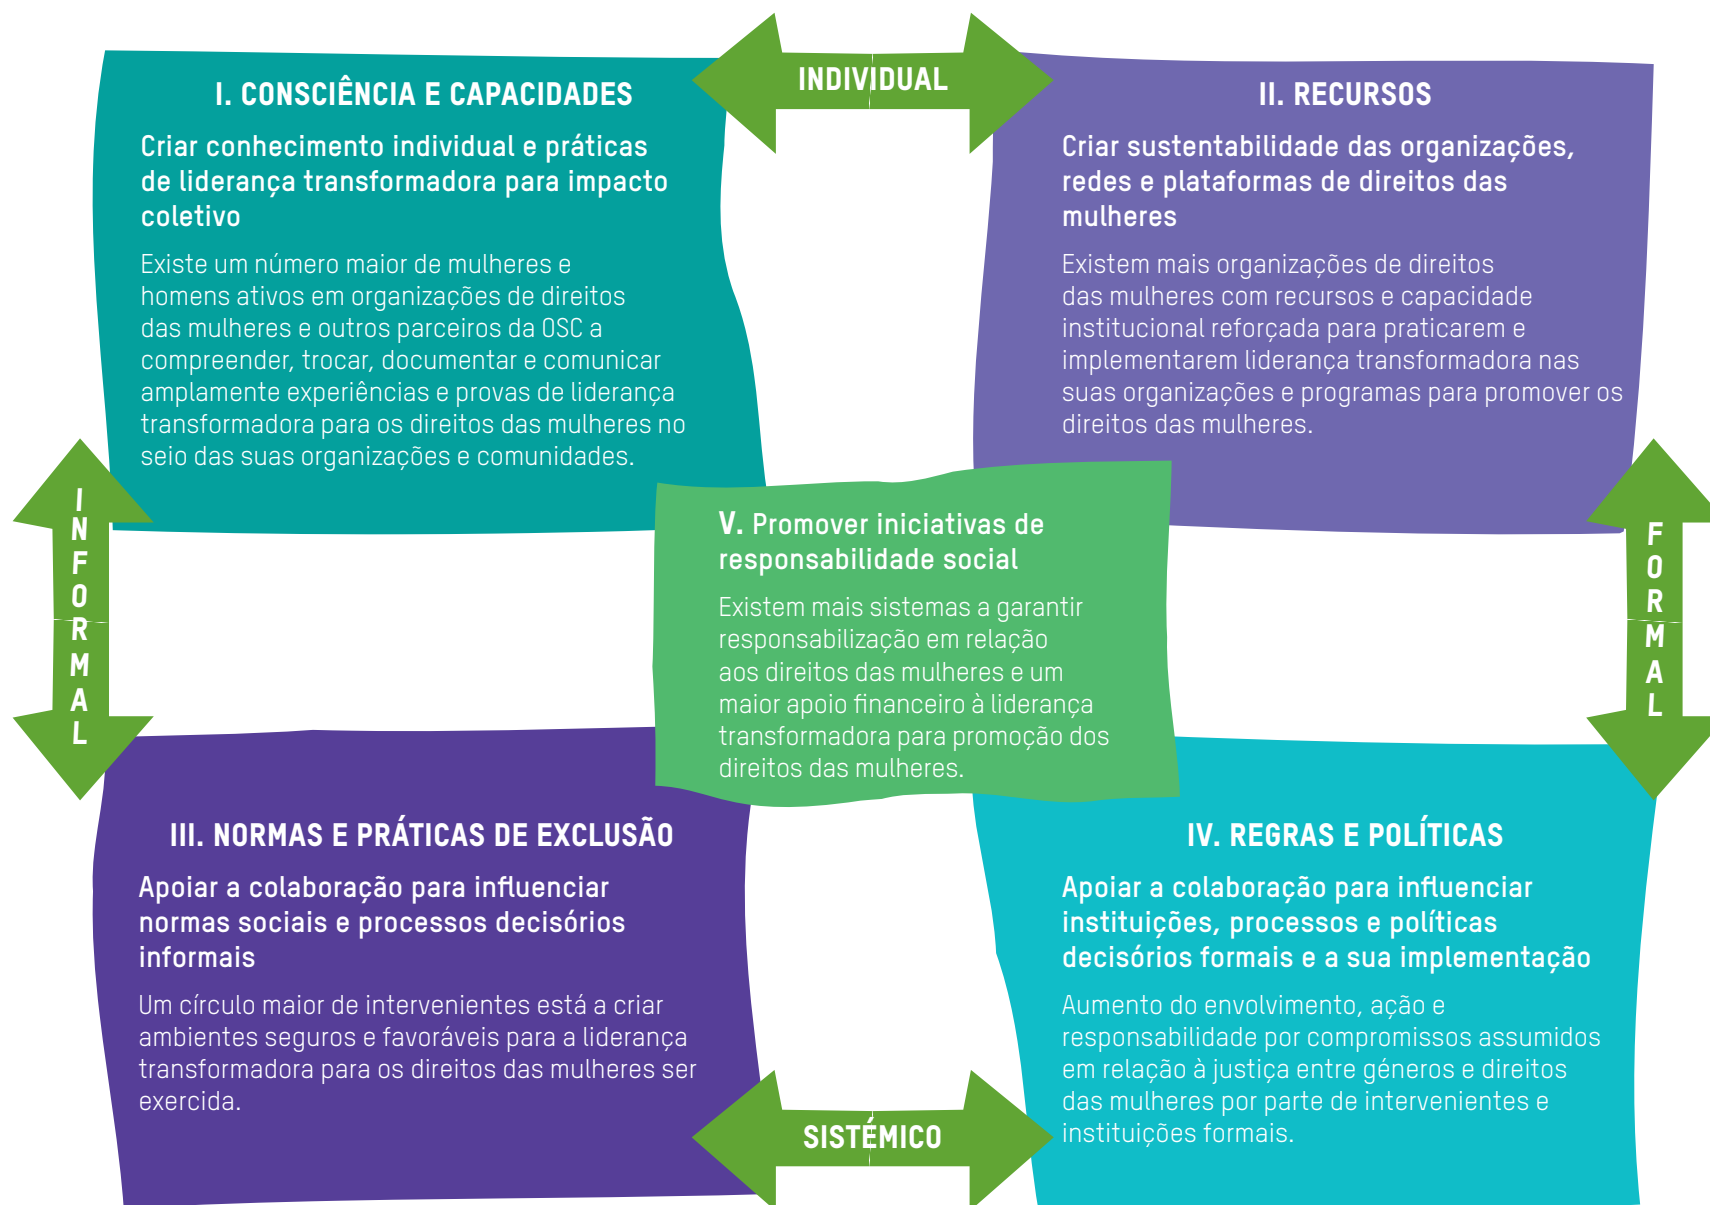 INDIVIDUAL
I. CONSCIÊNCIA E CAPACIDADES
Criar conhecimento individual e práticas
de liderança transformadora para impacto
coletivo
Existe um número maior de mulheres e
homens ativos em organizações de direitos
das mulheres e outros parceiros da OSC a
compreender, trocar, documentar e comunicar
amplamente experiências e provas de liderança
transformadora para os direitos das mulheres no
seio das suas organizações e comunidades.
II. RECURSOS
Criar sustentabilidade das organizações,
redes e plataformas de direitos das
mulheres
Existem mais organizações de direitos
das mulheres com recursos e capacidade
institucional reforçada para praticarem e
implementarem liderança transformadora nas
suas organizações e programas para promover os
direitos das mulheres.
INFORMAL
V. Promover iniciativas de
responsabilidade social
Existem mais sistemas a garantir
responsabilização em relação
aos direitos das mulheres e um
maior apoio financeiro à liderança
transformadora para promoção dos
direitos das mulheres.
FORMAL
III. NORMAS E PRÁTICAS DE EXCLUSÃO
Apoiar a colaboração para influenciar
normas sociais e processos decisórios
informais
Um círculo maior de intervenientes está a criar
ambientes seguros e favoráveis para a liderança
transformadora para os direitos das mulheres ser
exercida.
IV. REGRAS E POLÍTICAS
Apoiar a colaboração para influenciar
instituições, processos e políticas
decisórios formais e a sua implementação
Aumento do envolvimento, ação e
responsabilidade por compromissos assumidos
em relação à justiça entre géneros e direitos
das mulheres por parte de intervenientes e
instituições formais.
SISTÉMICO